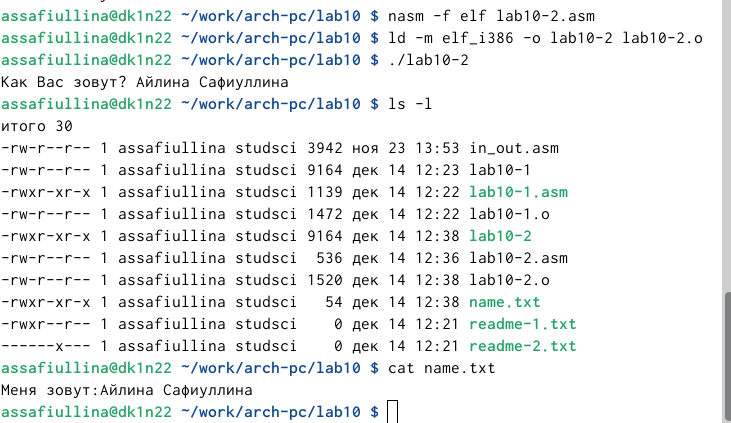 assafiullina@dk1n22 ~/work/arch-pc/lab10 $ nasm -f elf lab10-2.asm
assafiullina@dk1n22 ~/work/arch-pc/lab10 $ ld -m elf_i386 -o lab10-2 lab10-2.o
assafiullina@dk1n22 ~/work/arch-pc/lab10 $ ./lab10-2
Как Вас зовут? Айлина Сафиуллина
assafiullina@dk1n22 ~/work/arch-pc/lab10 $ ls -l
итого 30
-rw-r--r-- 1 assafiullina studsci 3942 ноя 23 13:53 in_out.asm
-rw-r--r-- 1 assafiullina studsci 9164 дек 14 12:23 lab10-1
-rwxr-xr-x 1 assafiullina studsci 1139 дек 14 12:22 lab10-1.asm
-rw-r--r-- 1 assafiullina studsci 1472 дек 14 12:22 lab10-1.o
-rwxr-xr-x 1 assafiullina studsci 9164 дек 14 12:38 lab10-2
-rw-r--r-- 1 assafiullina studsci  536 дек 14 12:36 lab10-2.asm
-rw-r--r-- 1 assafiullina studsci 1520 дек 14 12:38 lab10-2.o
-rwxr-xr-x 1 assafiullina studsci   54 дек 14 12:38 name.txt
-rwxr--r-- 1 assafiullina studsci    0 дек 14 12:21 readme-1.txt
------x--- 1 assafiullina studsci    0 дек 14 12:21 readme-2.txt
assafiullina@dk1n22 ~/work/arch-pc/lab10 $ cat name.txt
Меня зовут:Айлина Сафиуллина
assafiullina@dk1n22 ~/work/arch-pc/lab10 $